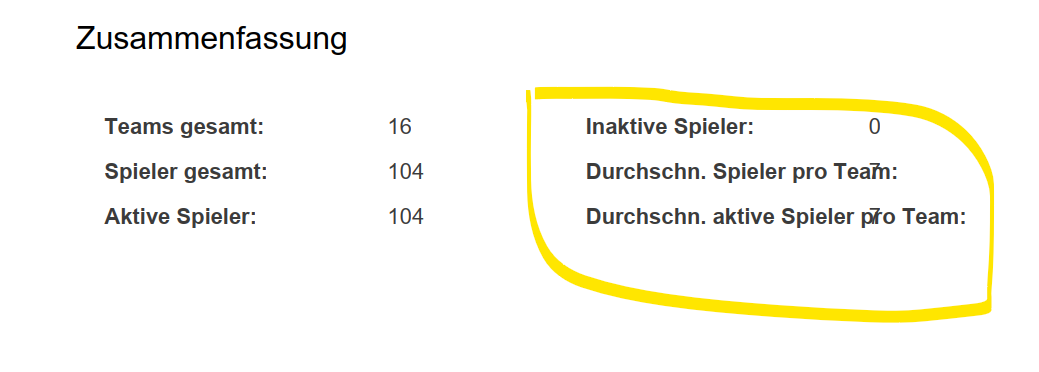 Zusammenfassung
Teams gesamt: 16
Spieler gesamt: 104
Aktive Spieler: 104
Inaktive Spieler: 0
Durchschn. Spieler pro Team: 7
Durchschn. aktive Spieler pro Team: 7